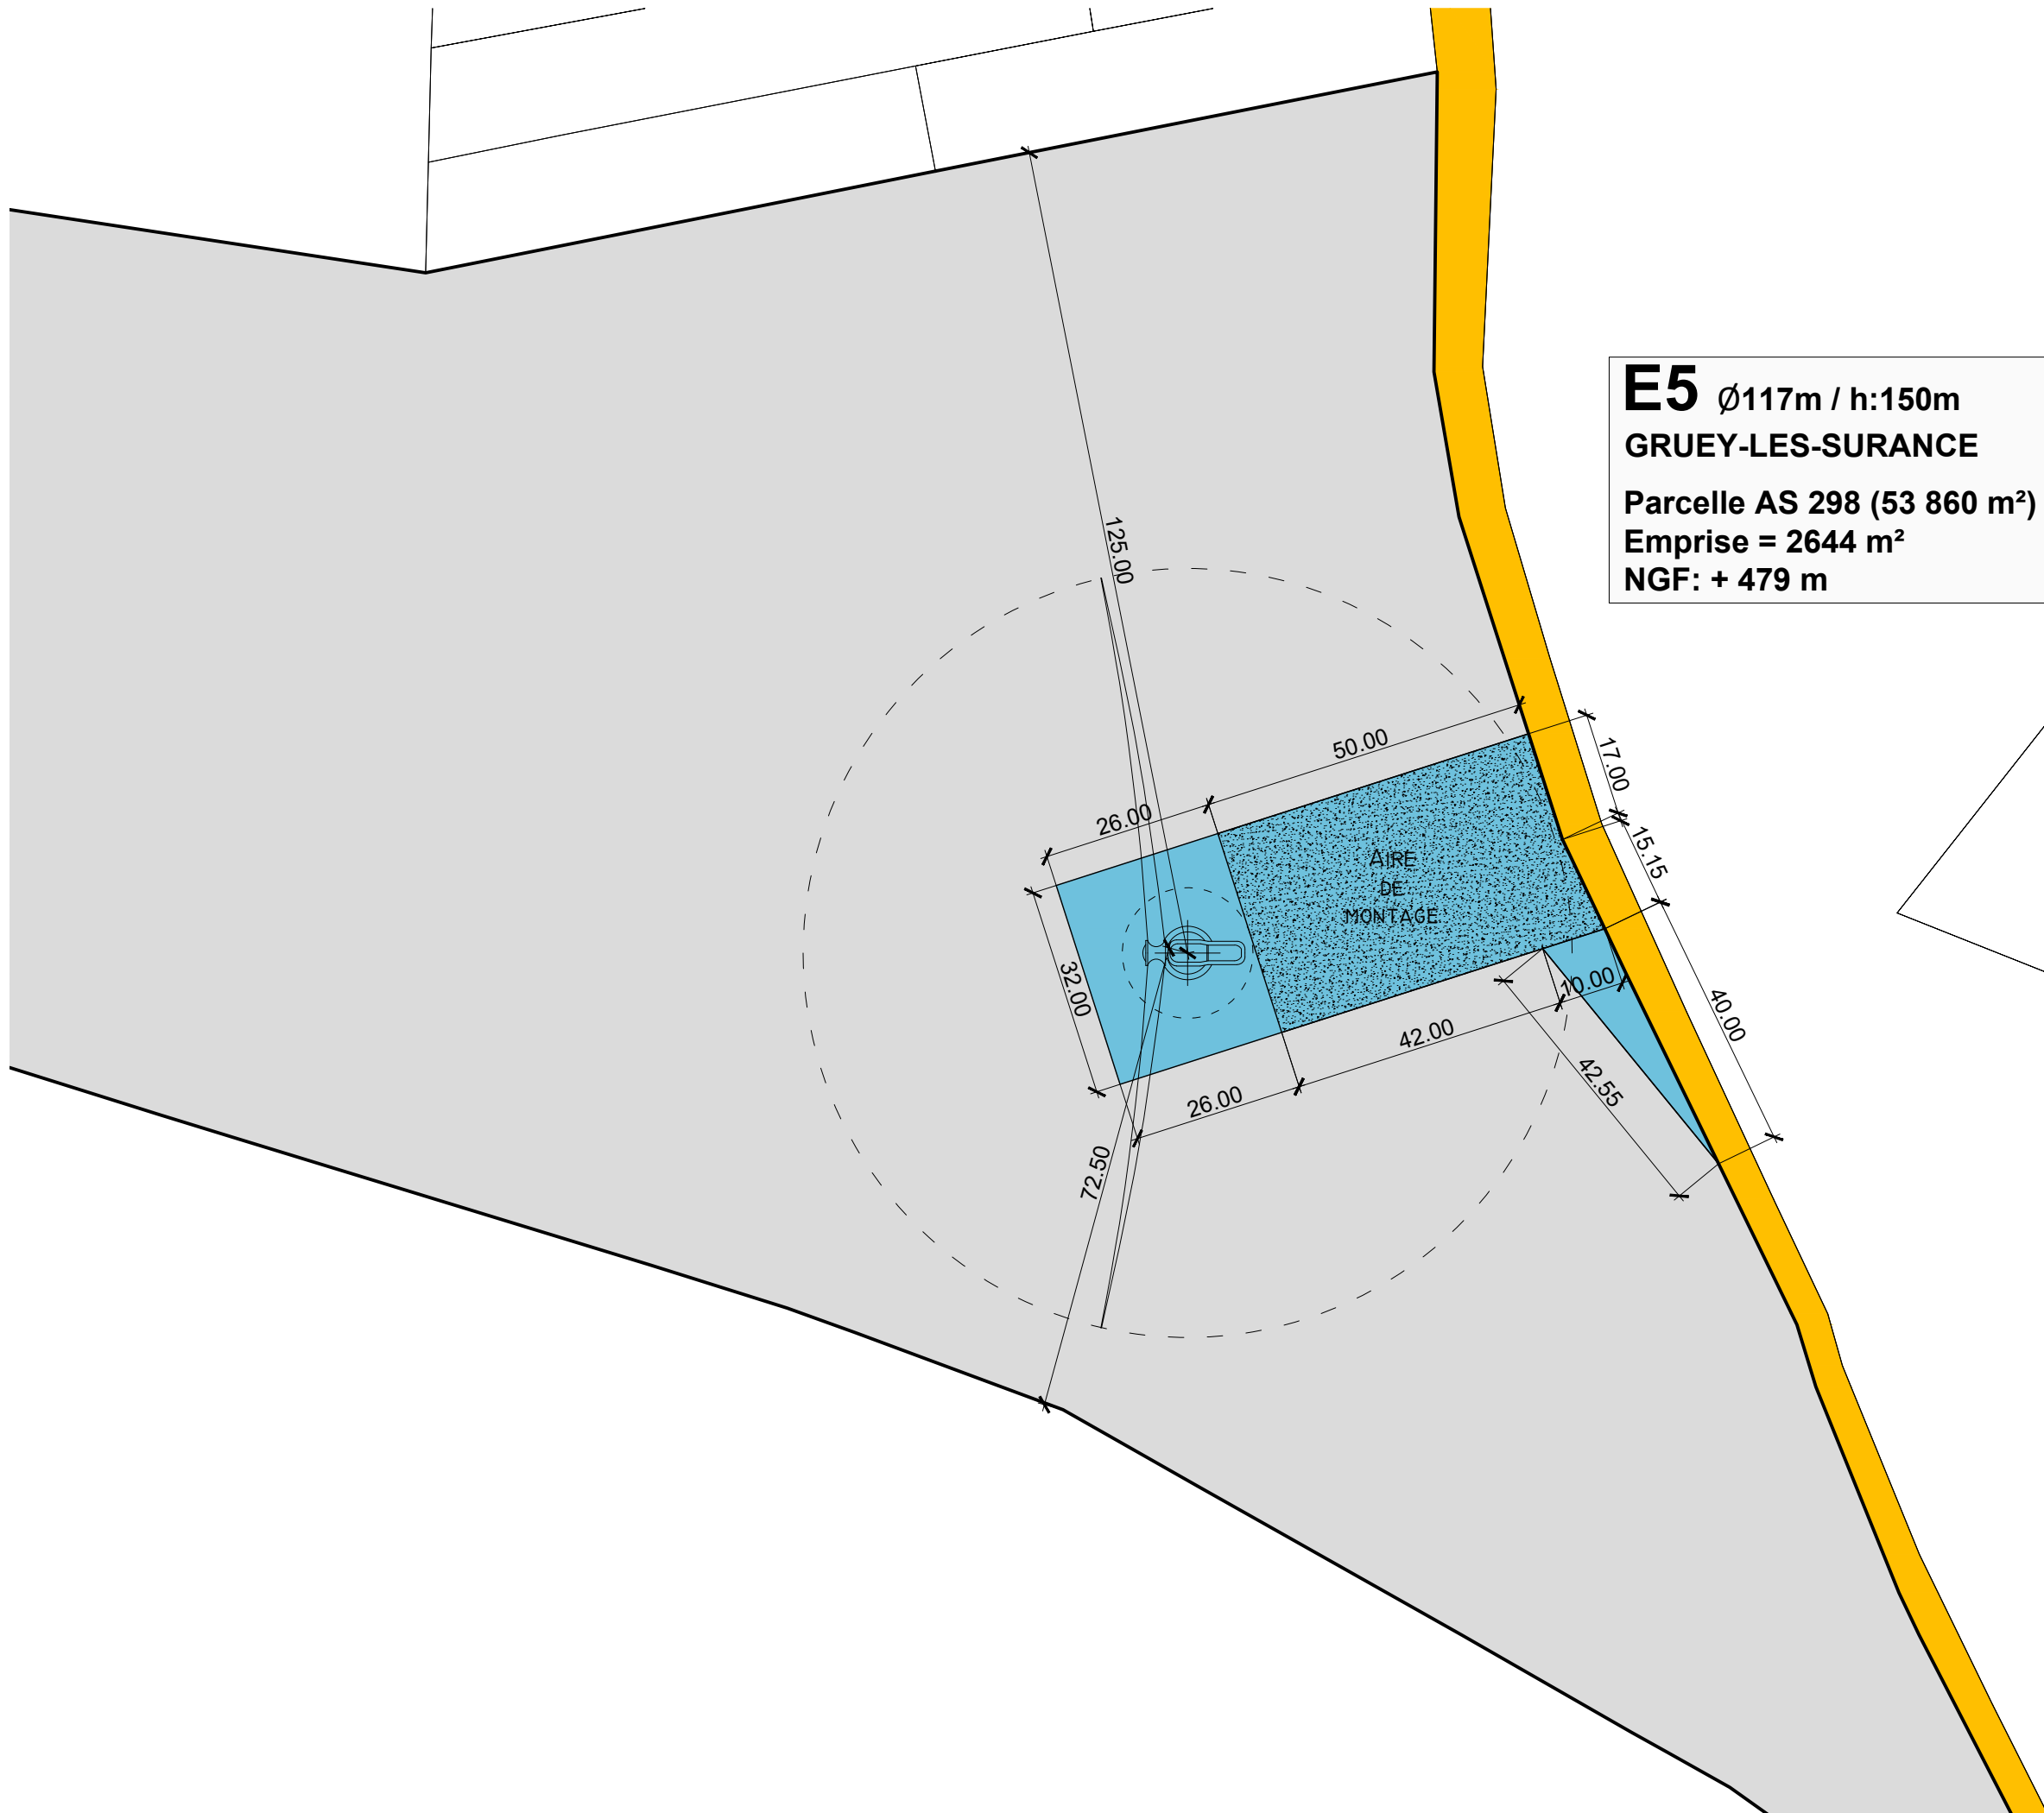 E5 Ø117m / h:150m
GRUEY-LES-SURANCE
Parcelle AS 298 (53 860 m²)
Emprise = 2644 m²
NGF: + 479 m
125.00
50.00
17.00
26.00
15.15
AIRE
DE
MONTAGE
32.00
10.00
40.00
42.00
42.55
26.00
72.50